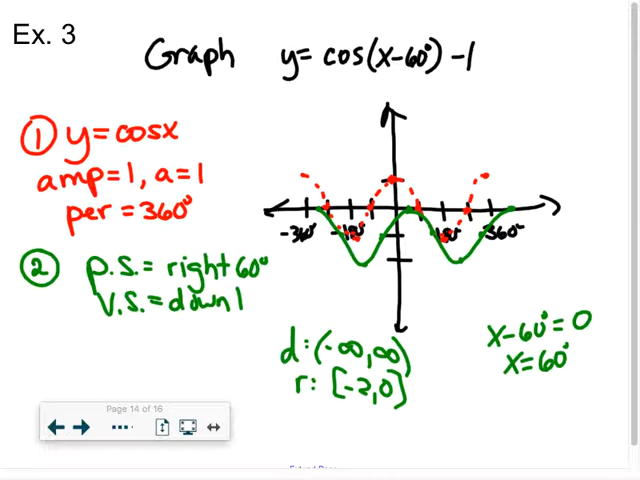 Ex. 3
Graph y= cos(x-60°) -1
① y=cosx
amp=1, a=1
per=360°
② p.s.= right 60°
v.s.= down 1
-360° -180° 180° 360°
d: (-∞,∞)
r: [-2,0]
x-60°=0
x=60°
Page 14 of 16